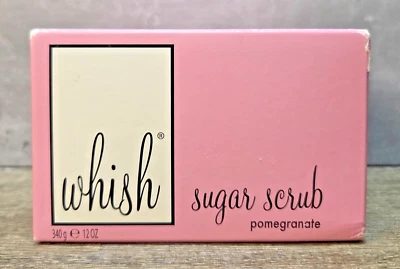 whish®
sugar scrub
pomegranate
340 g ℮ 12 OZ